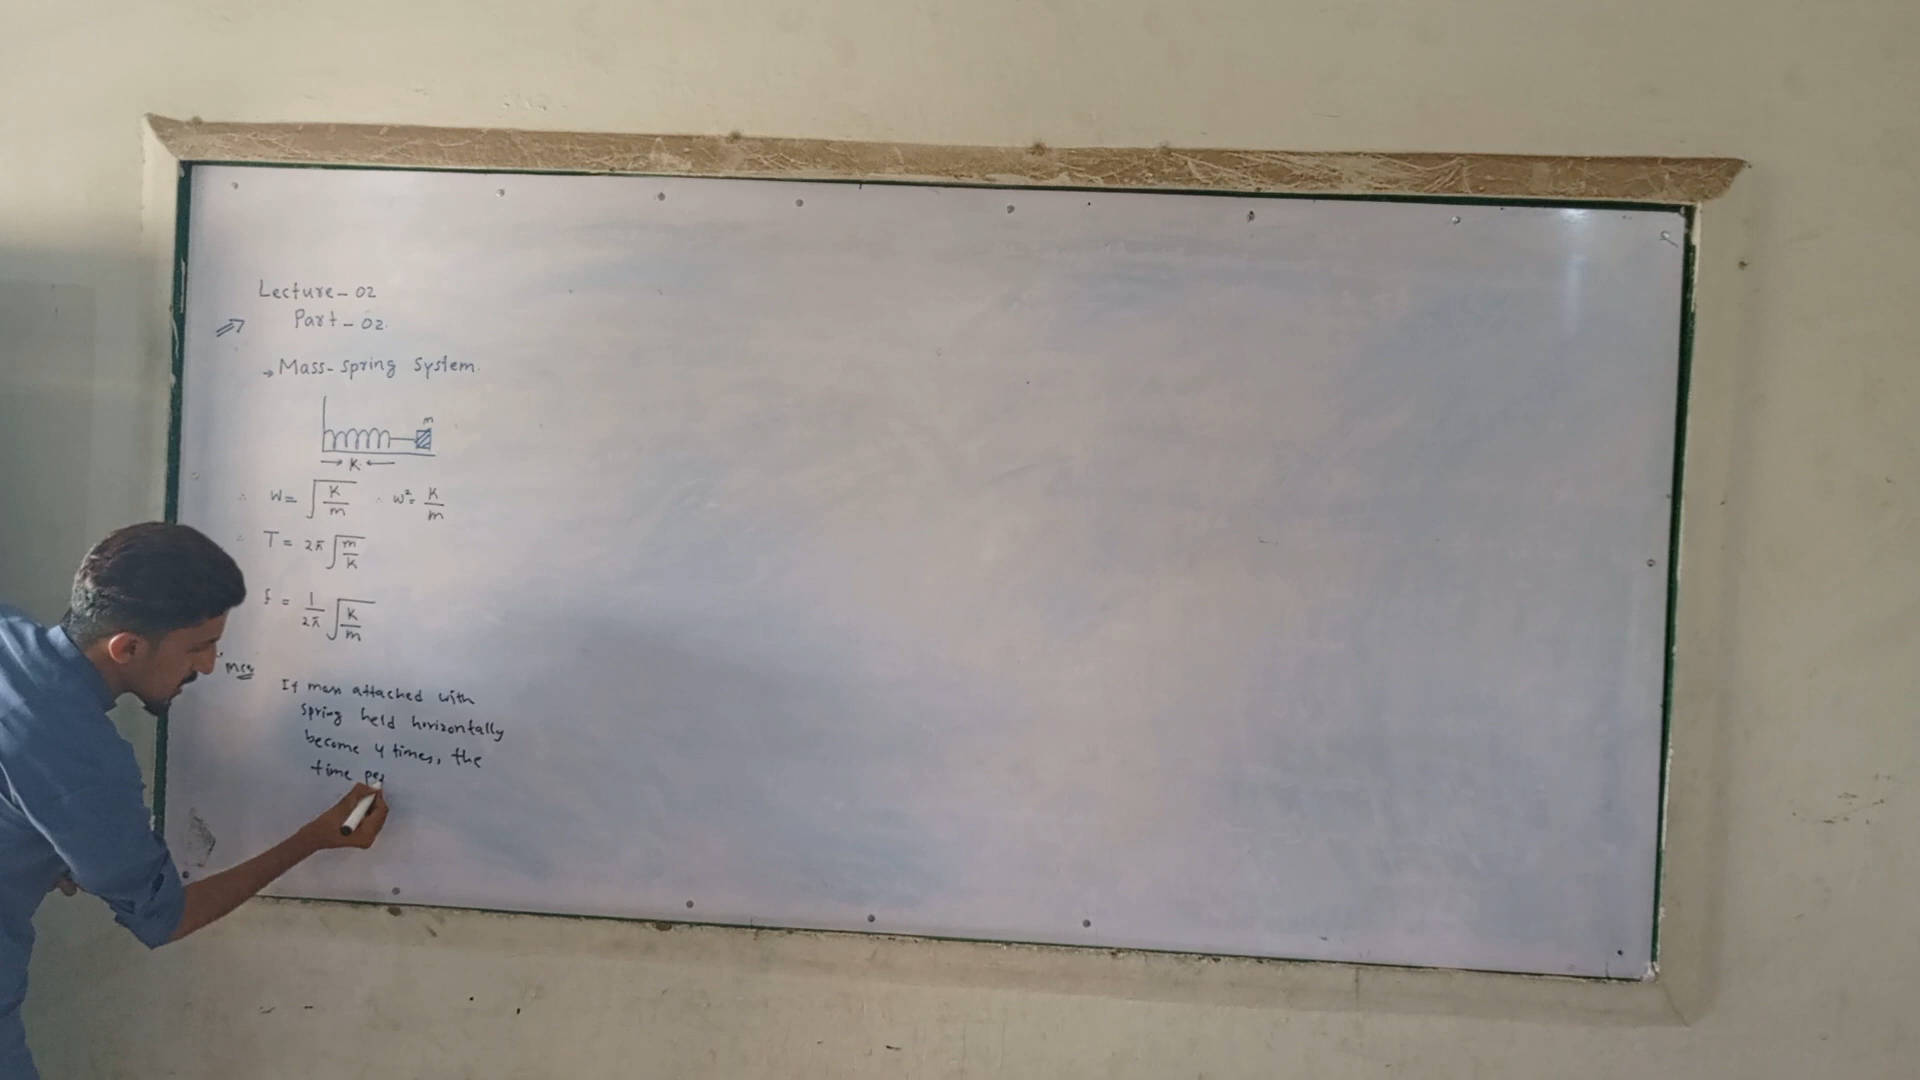 Lecture - 02
Part - 02.
→ Mass-spring system.
m
→ K ←
∴ W = √(K/m) ∴ w² = K/m
∴ T = 2π √(m/K)
f = 1/2π √(K/m)
mcq
If mass attached with
spring held horizontally
become 4 times, the
time per